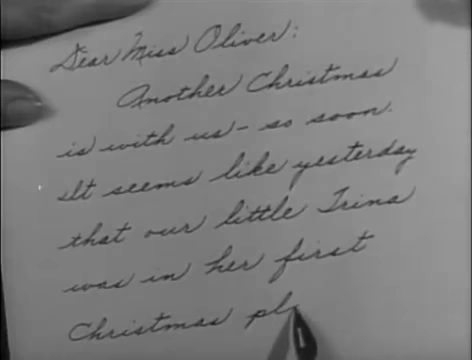 Dear Miss Oliver:
Another Christmas
is with us - so soon.
It seems like yesterday
that our little Trina
was in her first
Christmas pl